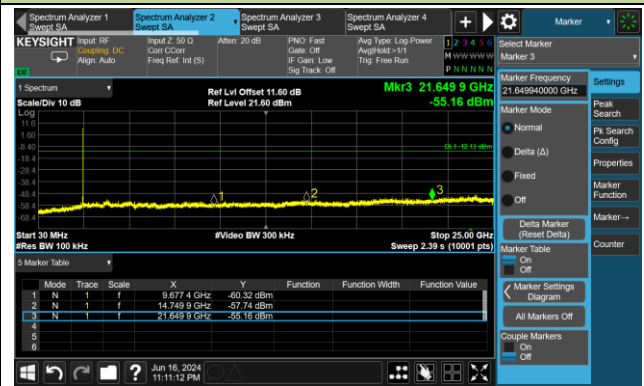 Spectrum Analyzer 1
Swept SA
Spectrum Analyzer 2
Swept SA
Spectrum Analyzer 3
Swept SA
Spectrum Analyzer 4
Swept SA
Marker
KEYSIGHT
Input: RF
Coupling: DC
Align: Auto
Input Z: 50 Ω
Corr CCorr
Freq Ref: Int (S)
Atten: 20 dB
PNO: Fast
Gate: Off
IF Gain: Low
Sig Track: Off
Avg Type: Log-Power
Avg|Hold:>1/1
Trig: Free Run
1 2 3 4 5 6
M W W W W W
P N N N N N
Select Marker
Marker 3
1 Spectrum
Scale/Div 10 dB
Ref Lvl Offset 11.60 dB
Ref Level 21.60 dBm
Mkr3 21.649 9 GHz
-55.16 dBm
Log
11.6
1.60
-8.40
-18.4
-28.4
-38.4
-48.4
-58.4
-68.4
DL1 -12.13 dBm
1
2
3
Start 30 MHz
#Res BW 100 kHz
#Video BW 300 kHz
Stop 25.00 GHz
Sweep 2.39 s (10001 pts)
5 Marker Table
Mode Trace Scale X Y Function Function Width Function Value
1 N 1 f 9.677 4 GHz -60.32 dBm
2 N 1 f 14.749 9 GHz -57.74 dBm
3 N 1 f 21.649 9 GHz -55.16 dBm
4
5
6
Marker Frequency
21.649940000 GHz
Marker Mode
Normal
Delta (Δ)
Fixed
Off
Delta Marker
(Reset Delta)
Marker Table
On
Off
Marker Settings
Diagram
All Markers Off
Couple Markers
On
Off
Settings
Peak
Search
Pk Search
Config
Properties
Marker
Function
Marker→
Counter
?
Jun 16, 2024
11:11:12 PM